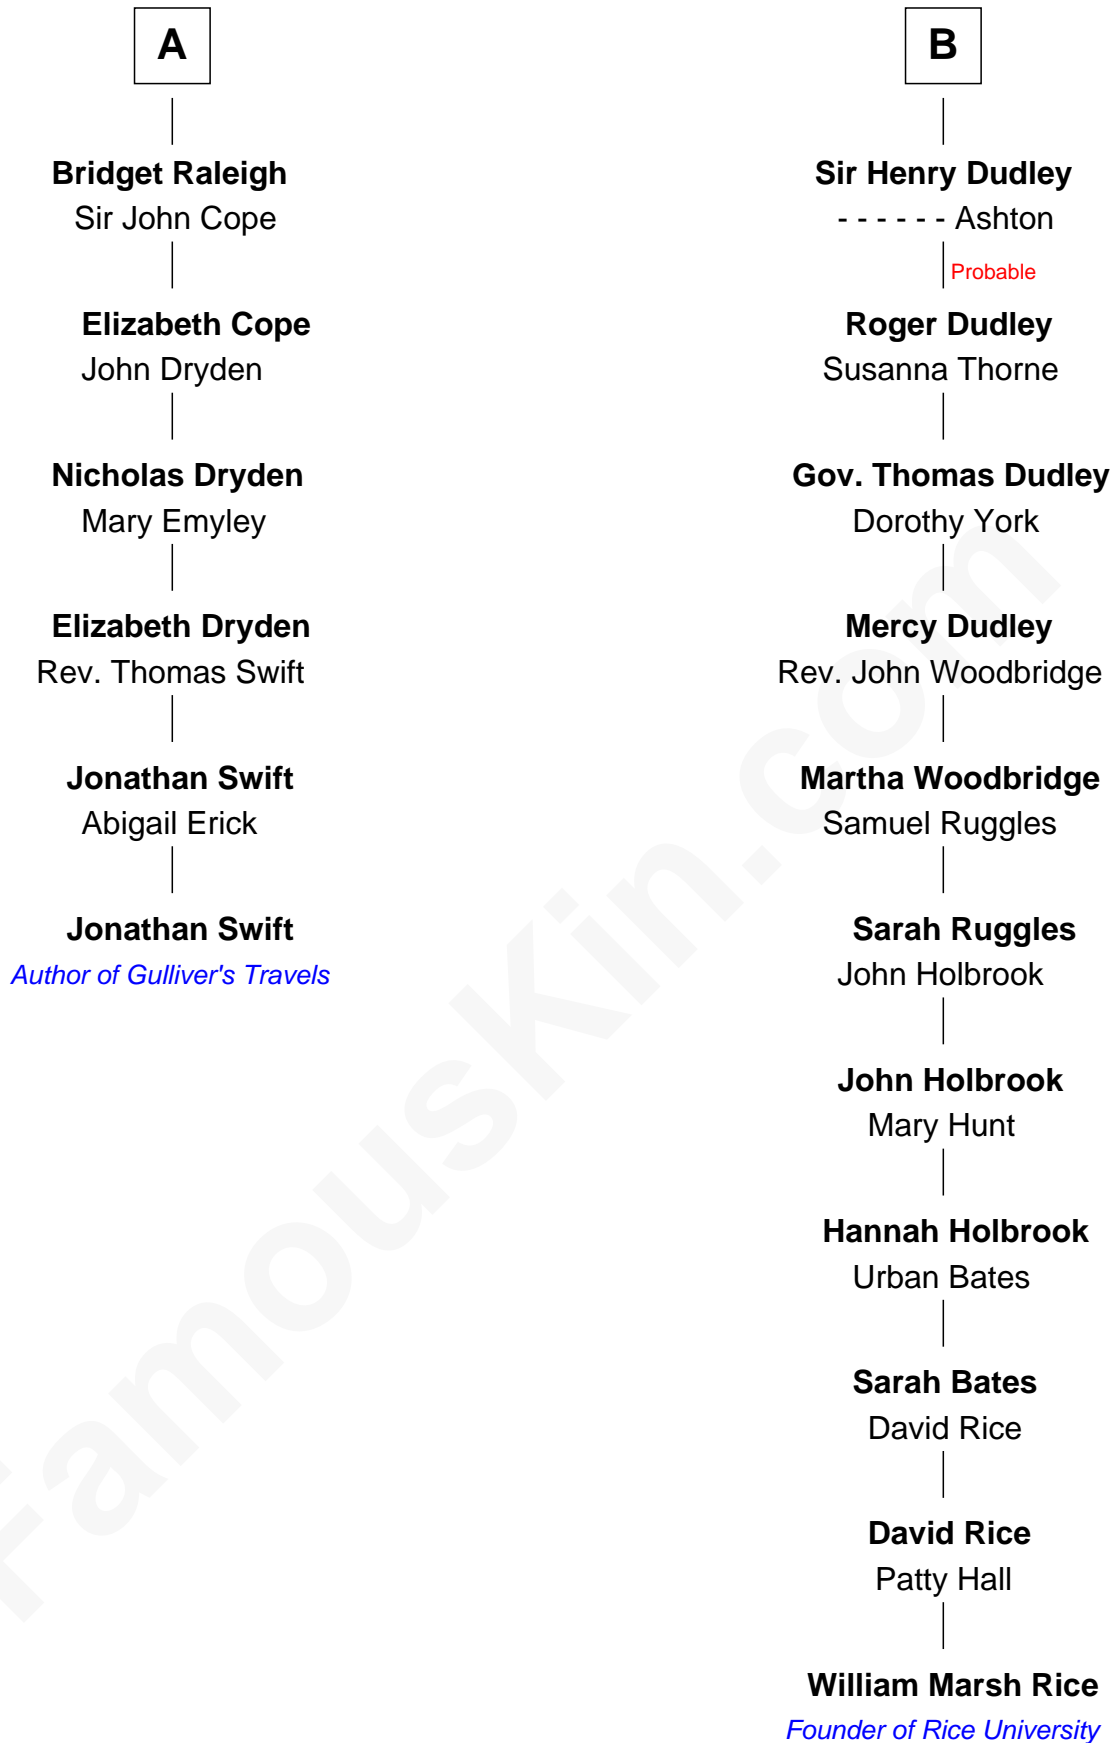 A
Bridget Raleigh
Sir John Cope
Elizabeth Cope
John Dryden
Nicholas Dryden
Mary Emyley
Elizabeth Dryden
Rev. Thomas Swift
Jonathan Swift
Abigail Erick
Jonathan Swift
Author of Gulliver's Travels
B
Sir Henry Dudley
- - - - - - Ashton
Probable
Roger Dudley
Susanna Thorne
Gov. Thomas Dudley
Dorothy York
Mercy Dudley
Rev. John Woodbridge
Martha Woodbridge
Samuel Ruggles
Sarah Ruggles
John Holbrook
John Holbrook
Mary Hunt
Hannah Holbrook
Urban Bates
Sarah Bates
David Rice
David Rice
Patty Hall
William Marsh Rice
Founder of Rice University
FamousKin.com